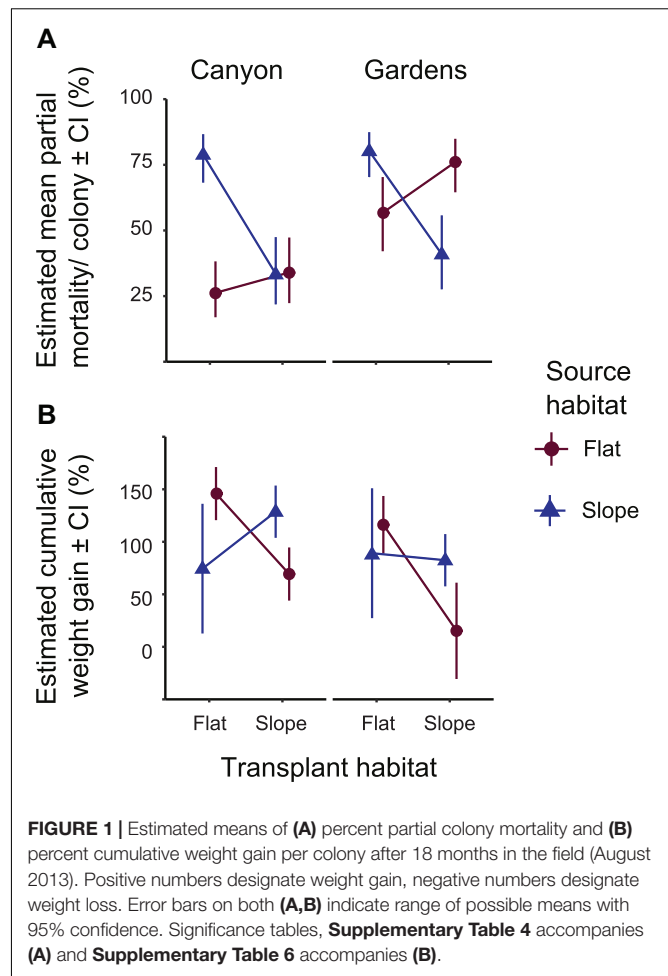 A
Canyon
Gardens
Estimated mean partial
mortality/ colony ± CI (%)
100
75
50
25
B
Estimated cumulative
weight gain ± CI (%)
150
100
50
0
Flat
Slope
Flat
Slope
Transplant habitat
Source
habitat
Flat
Slope
FIGURE 1 | Estimated means of (A) percent partial colony mortality and (B)
percent cumulative weight gain per colony after 18 months in the field (August
2013). Positive numbers designate weight gain, negative numbers designate
weight loss. Error bars on both (A,B) indicate range of possible means with
95% confidence. Significance tables, Supplementary Table 4 accompanies
(A) and Supplementary Table 6 accompanies (B).